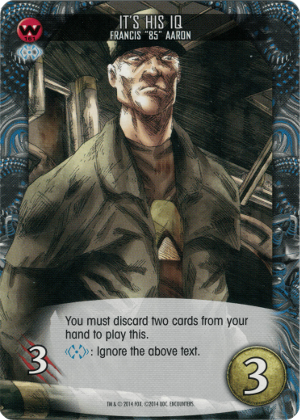 IT'S HIS IQ
FRANCIS "85" AARON
You must discard two cards from your
hand to play this.
: Ignore the above text.
3
3
TM & © 2014 FOX. ©2014 UDC. ENCOUNTERS.